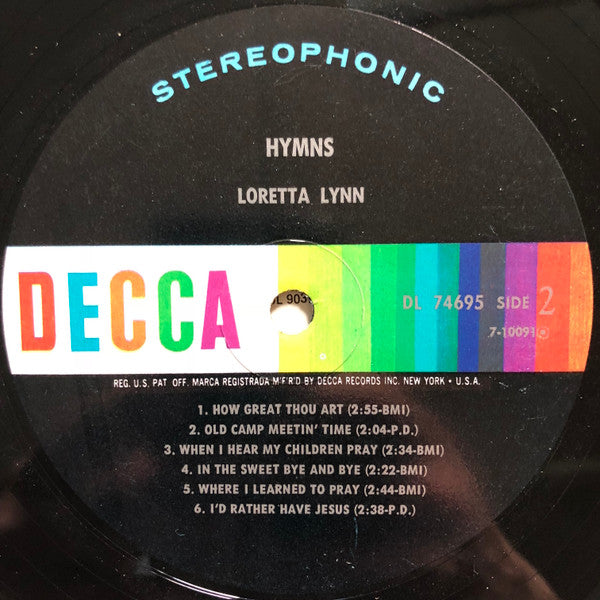 STEREOPHONIC
HYMNS
LORETTA LYNN
DECCA
DL 74695 SIDE 2
7-10091
REG. U.S. PAT. OFF. MARCA REGISTRADA M'F'R'D BY DECCA RECORDS INC. NEW YORK • U.S.A.
1. HOW GREAT THOU ART (2:55-BMI)
2. OLD CAMP MEETIN' TIME (2:04-P.D.)
3. WHEN I HEAR MY CHILDREN PRAY (2:34-BMI)
4. IN THE SWEET BYE AND BYE (2:22-BMI)
5. WHERE I LEARNED TO PRAY (2:44-BMI)
6. I'D RATHER HAVE JESUS (2:38-P.D.)